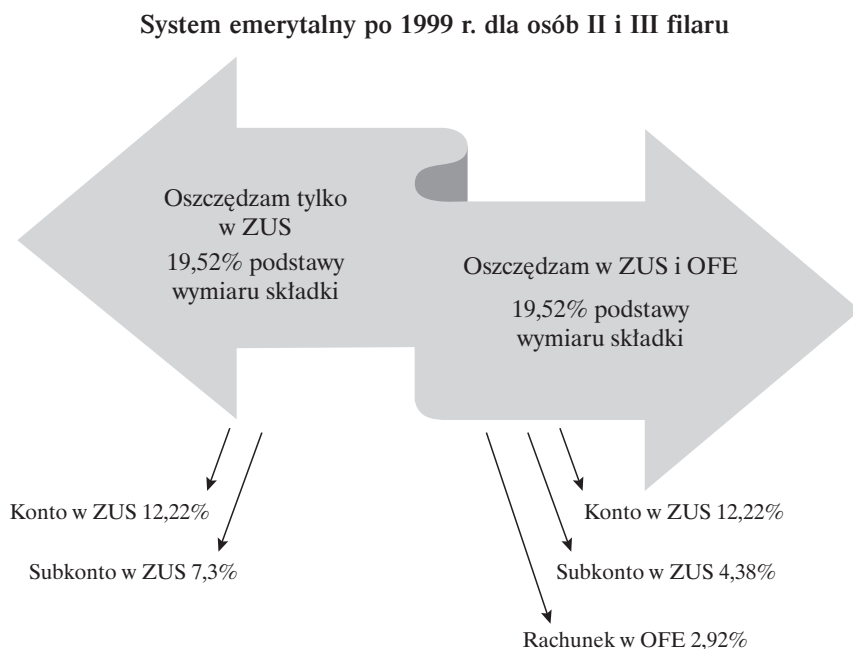 System emerytalny po 1999 r. dla osób II i III filaru
Oszczędzam tylko
w ZUS
19,52% podstawy
wymiaru składki
Oszczędzam w ZUS i OFE
19,52% podstawy
wymiaru składki
Konto w ZUS 12,22%
Subkonto w ZUS 7,3%
Konto w ZUS 12,22%
Subkonto w ZUS 4,38%
Rachunek w OFE 2,92%